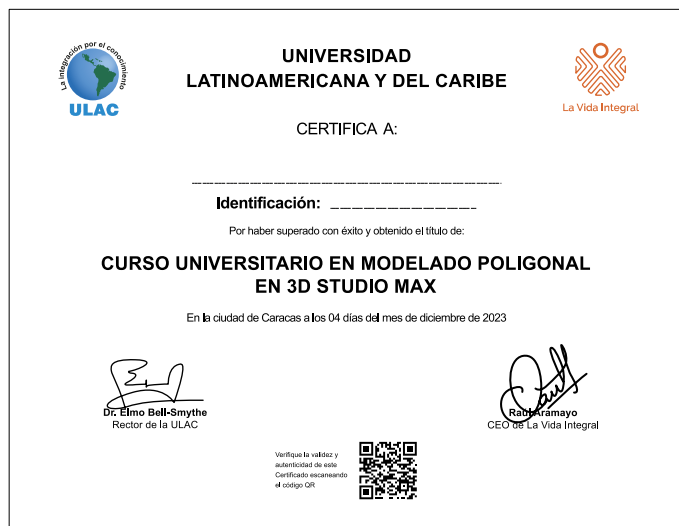 La integración por el conocimiento
ULAC
UNIVERSIDAD
LATINOAMERICANA Y DEL CARIBE
La Vida Integral
CERTIFICA A:
Identificación:
Por haber superado con éxito y obtenido el título de:
CURSO UNIVERSITARIO EN MODELADO POLIGONAL
EN 3D STUDIO MAX
En la ciudad de Caracas a los 04 días del mes de diciembre de 2023
Dr. Elmo Bell-Smythe
Rector de la ULAC
Raúl Aramayo
CEO de La Vida Integral
Verifique la validez y
autenticidad de este
Certificado escaneando
el código QR